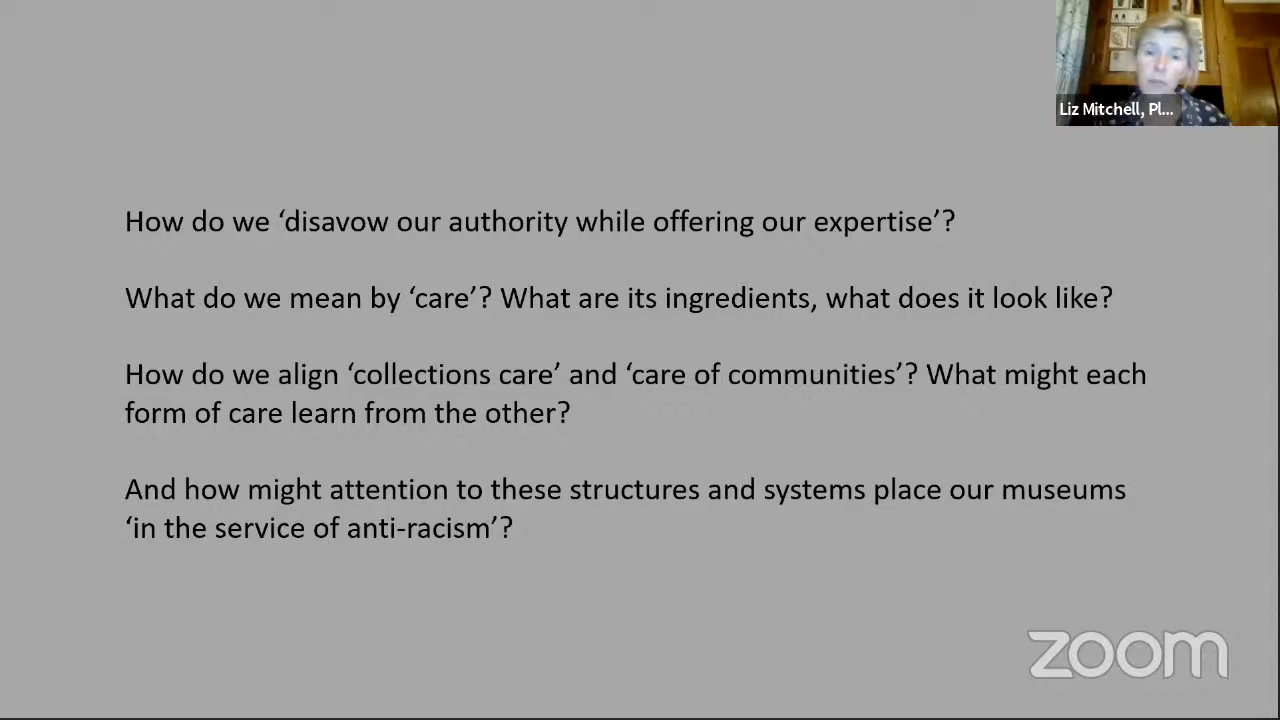 Liz Mitchell, Pl...
How do we ‘disavow our authority while offering our expertise’?
What do we mean by ‘care’? What are its ingredients, what does it look like?
How do we align ‘collections care’ and ‘care of communities’? What might each
form of care learn from the other?
And how might attention to these structures and systems place our museums
‘in the service of anti-racism’?
zoom